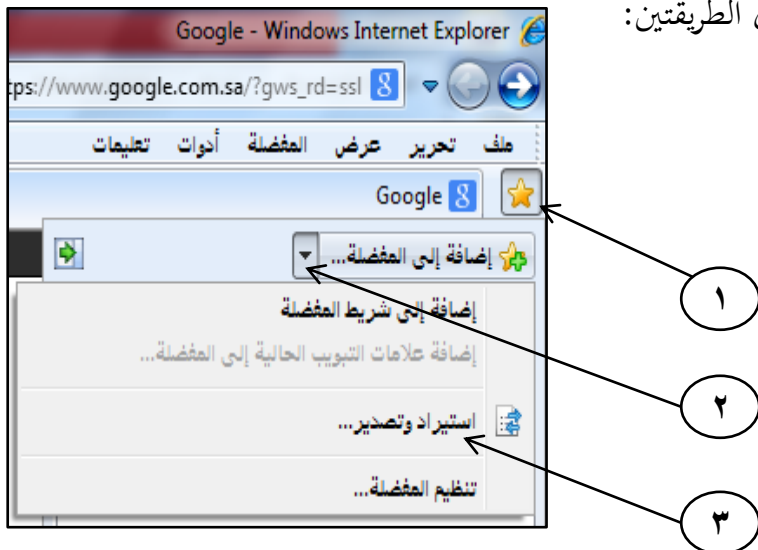 الطريقتين:
Google - Windows Internet Explorer
tps://www.google.com.sa/?gws_rd=ssl
ملف تحرير عرض المفضلة أدوات تعليمات
Google
إضافة إلى المفضلة...
إضافة إلى شريط المفضلة
إضافة علامات التبويب الحالية إلى المفضلة...
استيراد وتصدير...
تنظيم المفضلة...
١
٢
٣